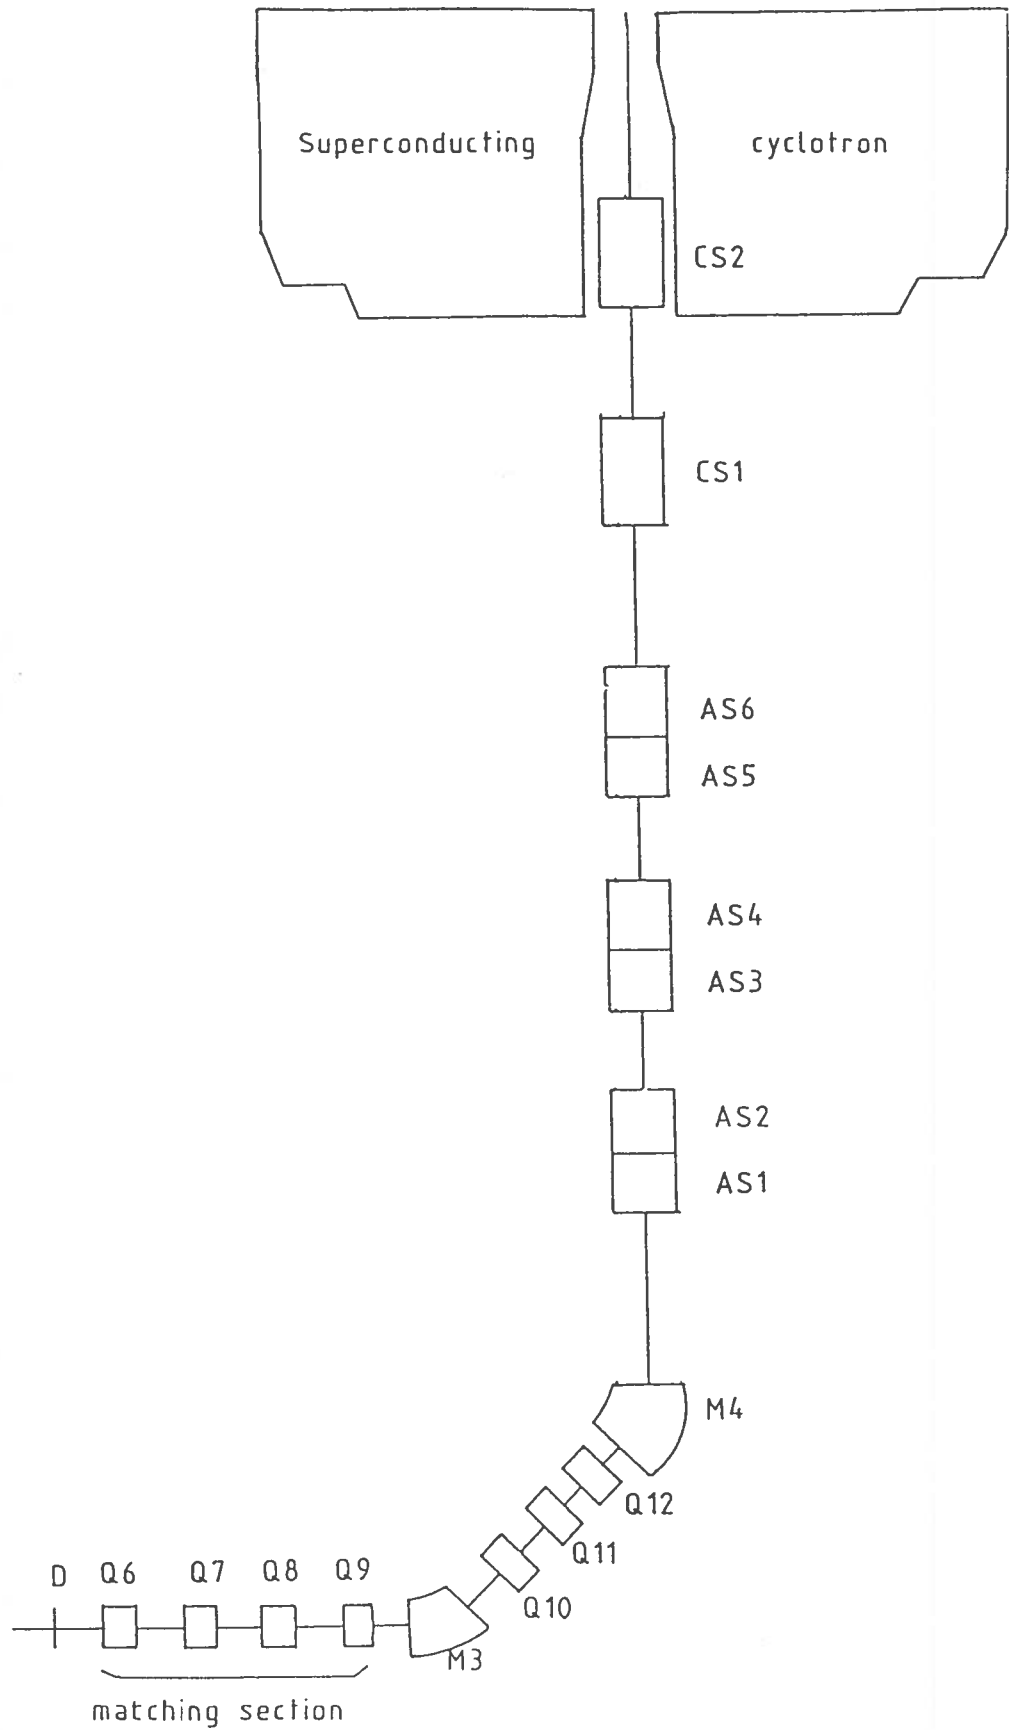 Superconducting cyclotron
CS2
CS1
AS6
AS5
AS4
AS3
AS2
AS1
M4
Q12
Q11
Q10
D Q6 Q7 Q8 Q9
M3
matching section